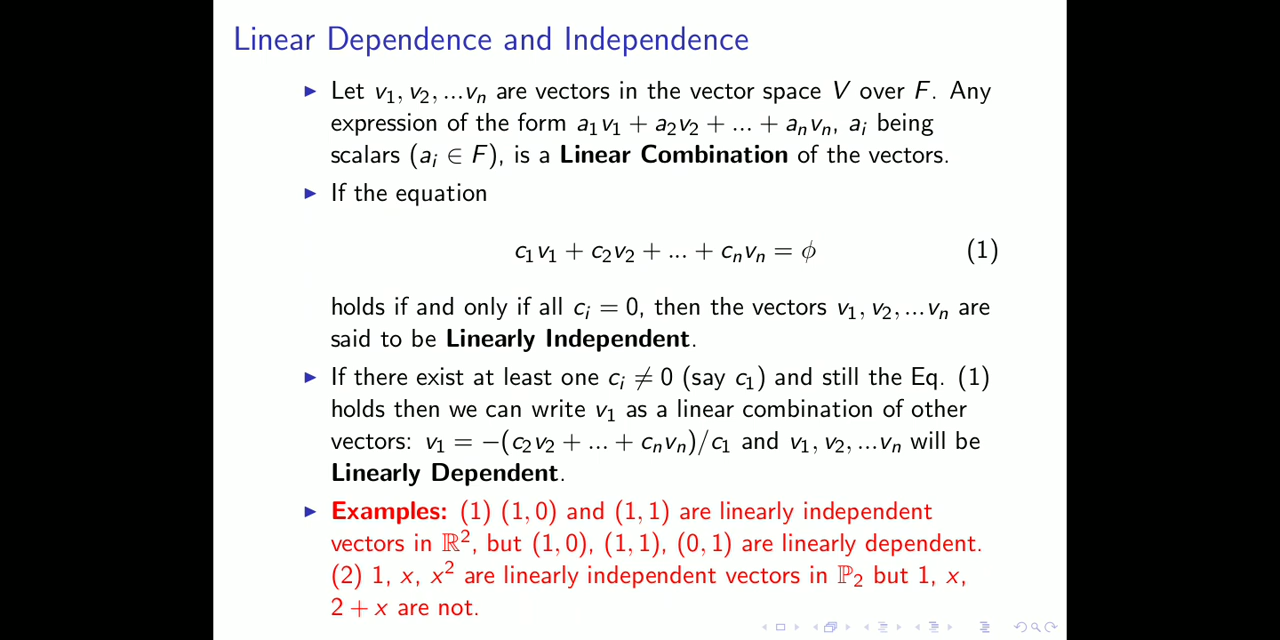 Linear Dependence and Independence
Let v₁, v₂, ...vₙ are vectors in the vector space V over F. Any
expression of the form a₁v₁ + a₂v₂ + ... + aₙvₙ, aᵢ being
scalars (aᵢ ∈ F), is a Linear Combination of the vectors.
If the equation
c₁v₁ + c₂v₂ + ... + cₙvₙ = ϕ (1)
holds if and only if all cᵢ = 0, then the vectors v₁, v₂, ...vₙ are
said to be Linearly Independent.
If there exist at least one cᵢ ≠ 0 (say c₁) and still the Eq. (1)
holds then we can write v₁ as a linear combination of other
vectors: v₁ = −(c₂v₂ + ... + cₙvₙ)/c₁ and v₁, v₂, ...vₙ will be
Linearly Dependent.
Examples: (1) (1, 0) and (1, 1) are linearly independent
vectors in ℝ², but (1, 0), (1, 1), (0, 1) are linearly dependent.
(2) 1, x, x² are linearly independent vectors in ℙ₂ but 1, x,
2 + x are not.